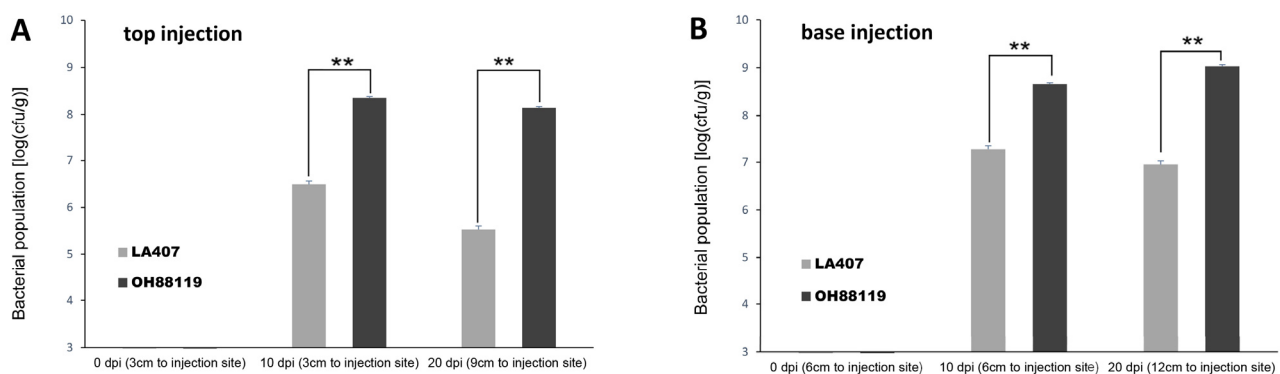 A
top injection
Bacterial population [log(cfu/g)]
10
9
8
7
6
5
4
3
**
**
LA407
OH88119
0 dpi (3cm to injection site)
10 dpi (3cm to injection site)
20 dpi (9cm to injection site)
B
base injection
Bacterial population [log(cfu/g)]
10
9
8
7
6
5
4
3
**
**
LA407
OH88119
0 dpi (6cm to injection site)
10 dpi (6cm to injection site)
20 dpi (12cm to injection site)